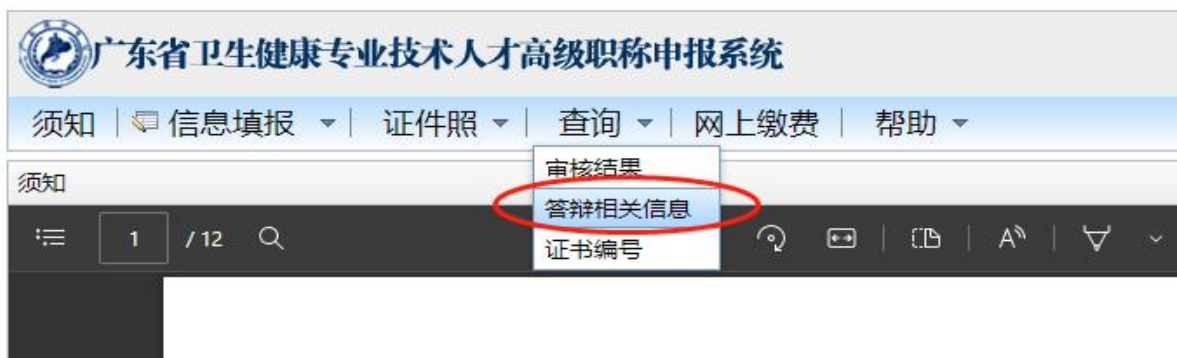 广东省卫生健康专业技术人才高级职称申报系统
须知 信息填报 证件照 查询 网上缴费 帮助
审核结果
须知
答辩相关信息
1 / 12 A
证书编号